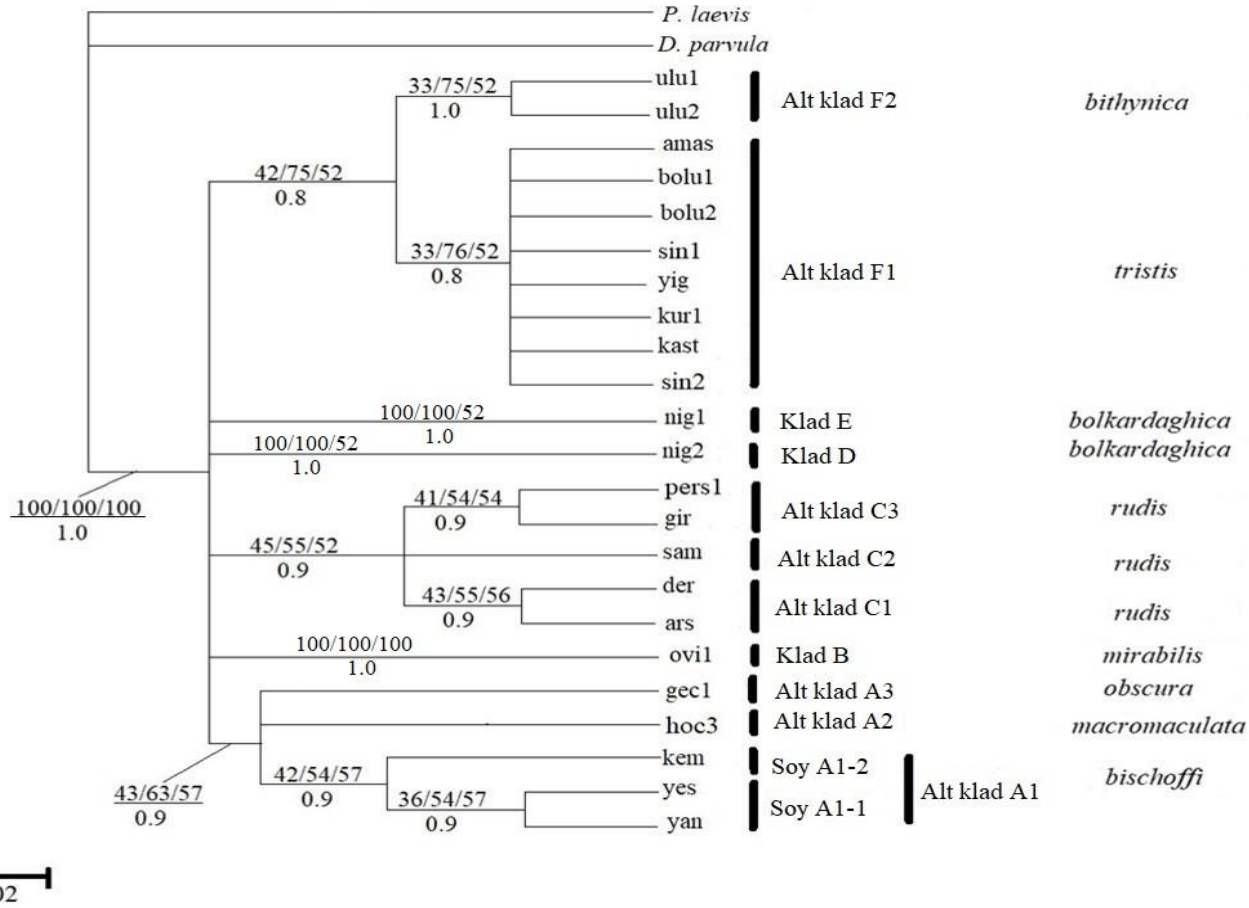 P. laevis
D. parvula
ulu1
33/75/52
1.0
ulu2
Alt klad F2
bithynica
amas
bolu1
42/75/52
0.8
bolu2
33/76/52
0.8
sin1
yig
Alt klad F1
tristis
kur1
kast
sin2
100/100/52
1.0
nig1
Klad E
bolkardaghica
100/100/52
1.0
nig2
Klad D
bolkardaghica
100/100/100
1.0
41/54/54
0.9
pers1
gir
Alt klad C3
rudis
45/55/52
0.9
sam
Alt klad C2
rudis
43/55/56
0.9
der
ars
Alt klad C1
rudis
100/100/100
1.0
ovi1
Klad B
mirabilis
gec1
Alt klad A3
obscura
hoc3
Alt klad A2
macromaculata
43/63/57
0.9
42/54/57
0.9
kem
Soy A1-2
bischoffi
36/54/57
0.9
yes
yan
Soy A1-1
Alt klad A1
02